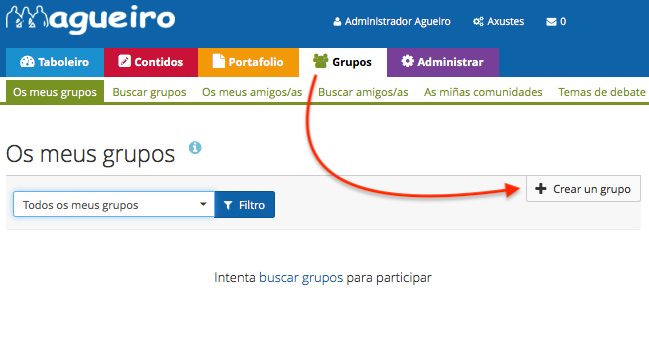 Magueiro
Administrador Agueiro Axustes 0
Taboleiro Contidos Portafolio Grupos Administrar
Os meus grupos Buscar grupos Os meus amigos/as Buscar amigos/as As miñas comunidades Temas de debate
Os meus grupos
Crear un grupo
Todos os meus grupos Filtro
Intenta buscar grupos para participar